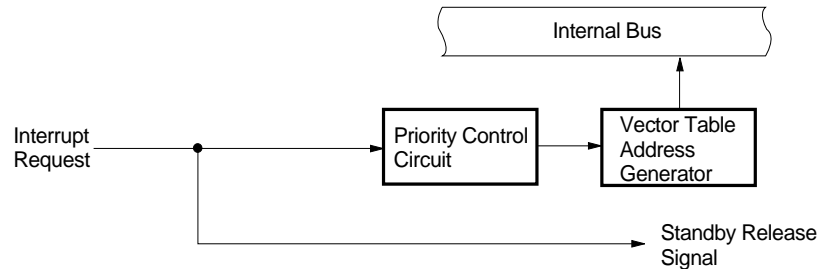 Internal Bus
Interrupt
Request
Priority Control
Circuit
Vector Table
Address
Generator
Standby Release
Signal